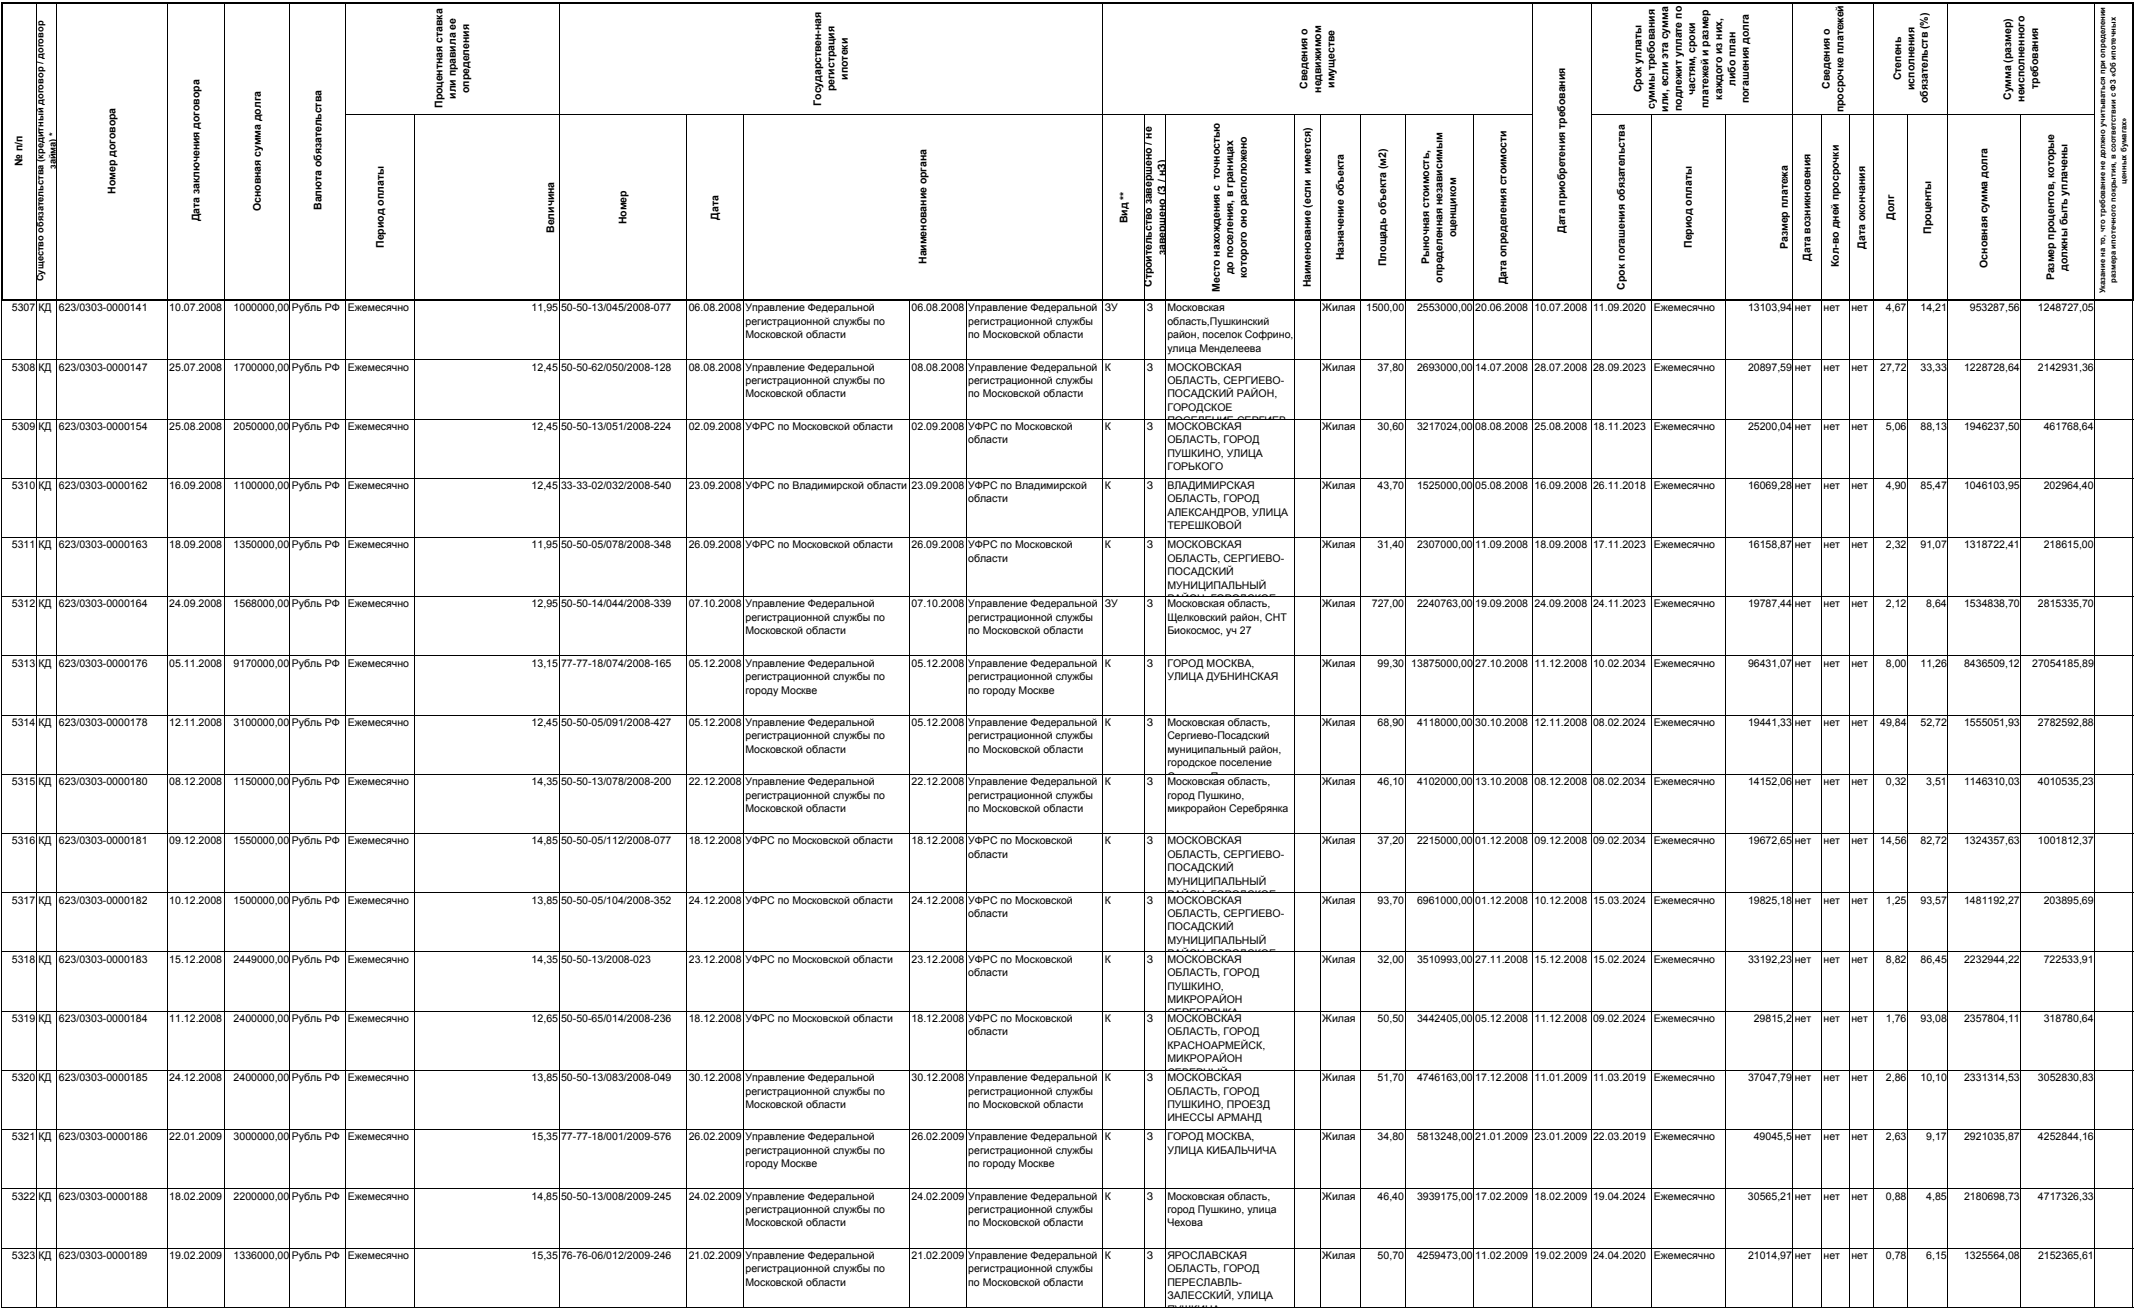 № п/п
Существо обязательства (кредитный договор / договор займа) *
Номер договора
Дата заключения договора
Основная сумма долга
Валюта обязательства
Процентная ставка или правила ее определения
Период оплаты
Величина
Государствен-ная регистрация ипотеки
Номер
Дата
Наименование органа
Сведения о недвижимом имуществе
Вид **
Строительство завершено / не завершено (З / нЗ)
Место нахождения с точностью до поселения, в границах которого оно расположено
Наименование (если имеется)
Назначение объекта
Площадь объекта (м2)
Рыночная стоимость, определенная независимым оценщиком
Дата определения стоимости
Дата приобретения требования
Срок уплаты суммы требования или, если эта сумма подлежит уплате по частям, сроки платежей и размер каждого из них, либо план погашения долга
Срок погашения обязательства
Период оплаты
Размер платежа
Сведения о просрочке платежей
Дата возникновения
Кол-во дней просрочки
Дата окончания
Степень исполнения обязательств (%)
Долг
Проценты
Сумма (размер) неисполненного требования
Основная сумма долга
Размер процентов, которые должны быть уплачены
Указание на то, что требование не должно учитываться при определении размера ипотечного покрытия, в соответствии с ФЗ «Об ипотечных ценных бумагах»
5307 КД 623/0303-0000141 10.07.2008 1000000,00 Рубль РФ Ежемесячно 11,95 50-50-13/045/2008-077 06.08.2008 Управление Федеральной регистрационной службы по Московской области 06.08.2008 Управление Федеральной регистрационной службы по Московской области ЗУ З Московская область,Пушкинский район, поселок Софрино, улица Менделеева Жилая 1500,00 2553000,00 20.06.2008 10.07.2008 11.09.2020 Ежемесячно 13103,94 нет нет нет 4,67 14,21 953287,56 1248727,05
5308 КД 623/0303-0000147 25.07.2008 1700000,00 Рубль РФ Ежемесячно 12,45 50-50-62/050/2008-128 08.08.2008 Управление Федеральной регистрационной службы по Московской области 08.08.2008 Управление Федеральной регистрационной службы по Московской области К З МОСКОВСКАЯ ОБЛАСТЬ, СЕРГИЕВО-ПОСАДСКИЙ РАЙОН, ГОРОДСКОЕ Жилая 37,80 2693000,00 14.07.2008 28.07.2008 28.09.2023 Ежемесячно 20897,59 нет нет нет 27,72 33,33 1228728,64 2142931,36
5309 КД 623/0303-0000154 25.08.2008 2050000,00 Рубль РФ Ежемесячно 12,45 50-50-13/051/2008-224 02.09.2008 УФРС по Московской области 02.09.2008 УФРС по Московской области К З МОСКОВСКАЯ ОБЛАСТЬ, ГОРОД ПУШКИНО, УЛИЦА ГОРЬКОГО Жилая 30,60 3217024,00 08.08.2008 25.08.2008 18.11.2023 Ежемесячно 25200,04 нет нет нет 5,06 88,13 1946237,50 461768,64
5310 КД 623/0303-0000162 16.09.2008 1100000,00 Рубль РФ Ежемесячно 12,45 33-33-02/032/2008-540 23.09.2008 УФРС по Владимирской области 23.09.2008 УФРС по Владимирской области К З ВЛАДИМИРСКАЯ ОБЛАСТЬ, ГОРОД АЛЕКСАНДРОВ, УЛИЦА ТЕРЕШКОВОЙ Жилая 43,70 1525000,00 05.08.2008 16.09.2008 26.11.2018 Ежемесячно 16069,28 нет нет нет 4,90 85,47 1046103,95 202964,40
5311 КД 623/0303-0000163 18.09.2008 1350000,00 Рубль РФ Ежемесячно 11,95 50-50-05/078/2008-348 26.09.2008 УФРС по Московской области 26.09.2008 УФРС по Московской области К З МОСКОВСКАЯ ОБЛАСТЬ, СЕРГИЕВО-ПОСАДСКИЙ МУНИЦИПАЛЬНЫЙ Жилая 31,40 2307000,00 11.09.2008 18.09.2008 17.11.2023 Ежемесячно 16158,87 нет нет нет 2,32 91,07 1318722,41 218615,00
5312 КД 623/0303-0000164 24.09.2008 1568000,00 Рубль РФ Ежемесячно 12,95 50-50-14/044/2008-339 07.10.2008 Управление Федеральной регистрационной службы по Московской области 07.10.2008 Управление Федеральной регистрационной службы по Московской области ЗУ З Московская область, Щелковский район, СНТ Биокосмос, уч 27 Жилая 727,00 2240763,00 19.09.2008 24.09.2008 24.11.2023 Ежемесячно 19787,44 нет нет нет 2,12 8,64 1534838,70 2815335,70
5313 КД 623/0303-0000176 05.11.2008 9170000,00 Рубль РФ Ежемесячно 13,15 77-77-18/074/2008-165 05.12.2008 Управление Федеральной регистрационной службы по городу Москве 05.12.2008 Управление Федеральной регистрационной службы по городу Москве К З ГОРОД МОСКВА, УЛИЦА ДУБНИНСКАЯ Жилая 99,30 13875000,00 27.10.2008 11.12.2008 10.02.2034 Ежемесячно 96431,07 нет нет нет 8,00 11,26 8436509,12 27054185,89
5314 КД 623/0303-0000178 12.11.2008 3100000,00 Рубль РФ Ежемесячно 12,45 50-50-05/091/2008-427 05.12.2008 Управление Федеральной регистрационной службы по Московской области 05.12.2008 Управление Федеральной регистрационной службы по Московской области К З Московская область, Сергиево-Посадский муниципальный район, городское поселение Жилая 68,90 4118000,00 30.10.2008 12.11.2008 08.02.2024 Ежемесячно 19441,33 нет нет нет 49,84 52,72 1555051,93 2782592,88
5315 КД 623/0303-0000180 08.12.2008 1150000,00 Рубль РФ Ежемесячно 14,35 50-50-13/078/2008-200 22.12.2008 Управление Федеральной регистрационной службы по Московской области 22.12.2008 Управление Федеральной регистрационной службы по Московской области К З Московская область, город Пушкино, микрорайон Серебрянка Жилая 46,10 4102000,00 13.10.2008 08.12.2008 08.02.2034 Ежемесячно 14152,06 нет нет нет 0,32 3,51 1146310,03 4010535,23
5316 КД 623/0303-0000181 09.12.2008 1550000,00 Рубль РФ Ежемесячно 14,85 50-50-05/112/2008-077 18.12.2008 УФРС по Московской области 18.12.2008 УФРС по Московской области К З МОСКОВСКАЯ ОБЛАСТЬ, СЕРГИЕВО-ПОСАДСКИЙ МУНИЦИПАЛЬНЫЙ Жилая 37,20 2215000,00 01.12.2008 09.12.2008 09.02.2034 Ежемесячно 19672,65 нет нет нет 14,56 82,72 1324357,63 1001812,37
5317 КД 623/0303-0000182 10.12.2008 1500000,00 Рубль РФ Ежемесячно 13,85 50-50-05/104/2008-352 24.12.2008 УФРС по Московской области 24.12.2008 УФРС по Московской области К З МОСКОВСКАЯ ОБЛАСТЬ, СЕРГИЕВО-ПОСАДСКИЙ МУНИЦИПАЛЬНЫЙ Жилая 93,70 6961000,00 01.12.2008 10.12.2008 15.03.2024 Ежемесячно 19825,18 нет нет нет 1,25 93,57 1481192,27 203895,69
5318 КД 623/0303-0000183 15.12.2008 2449000,00 Рубль РФ Ежемесячно 14,35 50-50-13/2008-023 23.12.2008 УФРС по Московской области 23.12.2008 УФРС по Московской области К З МОСКОВСКАЯ ОБЛАСТЬ, ГОРОД ПУШКИНО, МИКРОРАЙОН Жилая 32,00 3510993,00 27.11.2008 15.12.2008 15.02.2024 Ежемесячно 33192,23 нет нет нет 8,82 86,45 2232944,22 722533,91
5319 КД 623/0303-0000184 11.12.2008 2400000,00 Рубль РФ Ежемесячно 12,65 50-50-65/014/2008-236 18.12.2008 УФРС по Московской области 18.12.2008 УФРС по Московской области К З МОСКОВСКАЯ ОБЛАСТЬ, ГОРОД КРАСНОАРМЕЙСК, МИКРОРАЙОН Жилая 50,50 3442405,00 05.12.2008 11.12.2008 09.02.2024 Ежемесячно 29815,2 нет нет нет 1,76 93,08 2357804,11 318780,64
5320 КД 623/0303-0000185 24.12.2008 2400000,00 Рубль РФ Ежемесячно 13,85 50-50-13/083/2008-049 30.12.2008 Управление Федеральной регистрационной службы по Московской области 30.12.2008 Управление Федеральной регистрационной службы по Московской области К З МОСКОВСКАЯ ОБЛАСТЬ, ГОРОД ПУШКИНО, ПРОЕЗД ИНЕССЫ АРМАНД Жилая 51,70 4746163,00 17.12.2008 11.01.2009 11.03.2019 Ежемесячно 37047,79 нет нет нет 2,86 10,10 2331314,53 3052830,83
5321 КД 623/0303-0000186 22.01.2009 3000000,00 Рубль РФ Ежемесячно 15,35 77-77-18/001/2009-576 26.02.2009 Управление Федеральной регистрационной службы по городу Москве 26.02.2009 Управление Федеральной регистрационной службы по городу Москве К З ГОРОД МОСКВА, УЛИЦА КИБАЛЬЧИЧА Жилая 34,80 5813248,00 21.01.2009 23.01.2009 22.03.2019 Ежемесячно 49045,5 нет нет нет 2,63 9,17 2921035,87 4252844,16
5322 КД 623/0303-0000188 18.02.2009 2200000,00 Рубль РФ Ежемесячно 14,85 50-50-13/008/2009-245 24.02.2009 Управление Федеральной регистрационной службы по Московской области 24.02.2009 Управление Федеральной регистрационной службы по Московской области К З Московская область, город Пушкино, улица Чехова Жилая 46,40 3939175,00 17.02.2009 18.02.2009 19.04.2024 Ежемесячно 30565,21 нет нет нет 0,88 4,85 2180698,73 4717326,33
5323 КД 623/0303-0000189 19.02.2009 1336000,00 Рубль РФ Ежемесячно 15,35 76-76-06/012/2009-246 21.02.2009 Управление Федеральной регистрационной службы по Московской области 21.02.2009 Управление Федеральной регистрационной службы по Московской области К З ЯРОСЛАВСКАЯ ОБЛАСТЬ, ГОРОД ПЕРЕСЛАВЛЬ-ЗАЛЕССКИЙ, УЛИЦА Жилая 50,70 4259473,00 11.02.2009 19.02.2009 24.04.2020 Ежемесячно 21014,97 нет нет нет 0,78 6,15 1325564,08 2152365,61